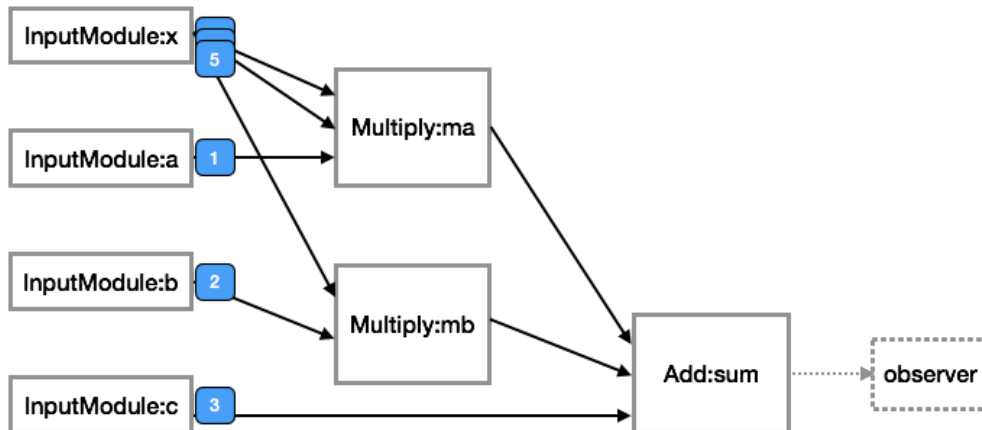 InputModule:x
5
Multiply:ma
InputModule:a
1
InputModule:b
2
Multiply:mb
Add:sum
observer
InputModule:c
3